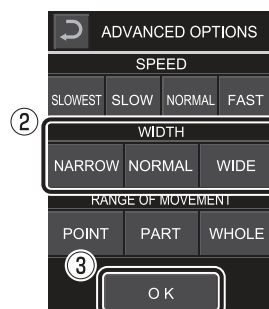 ADVANCED OPTIONS
SPEED
SLOWEST SLOW NORMAL FAST
②
WIDTH
NARROW NORMAL WIDE
RANGE OF MOVEMENT
POINT PART WHOLE
③
OK